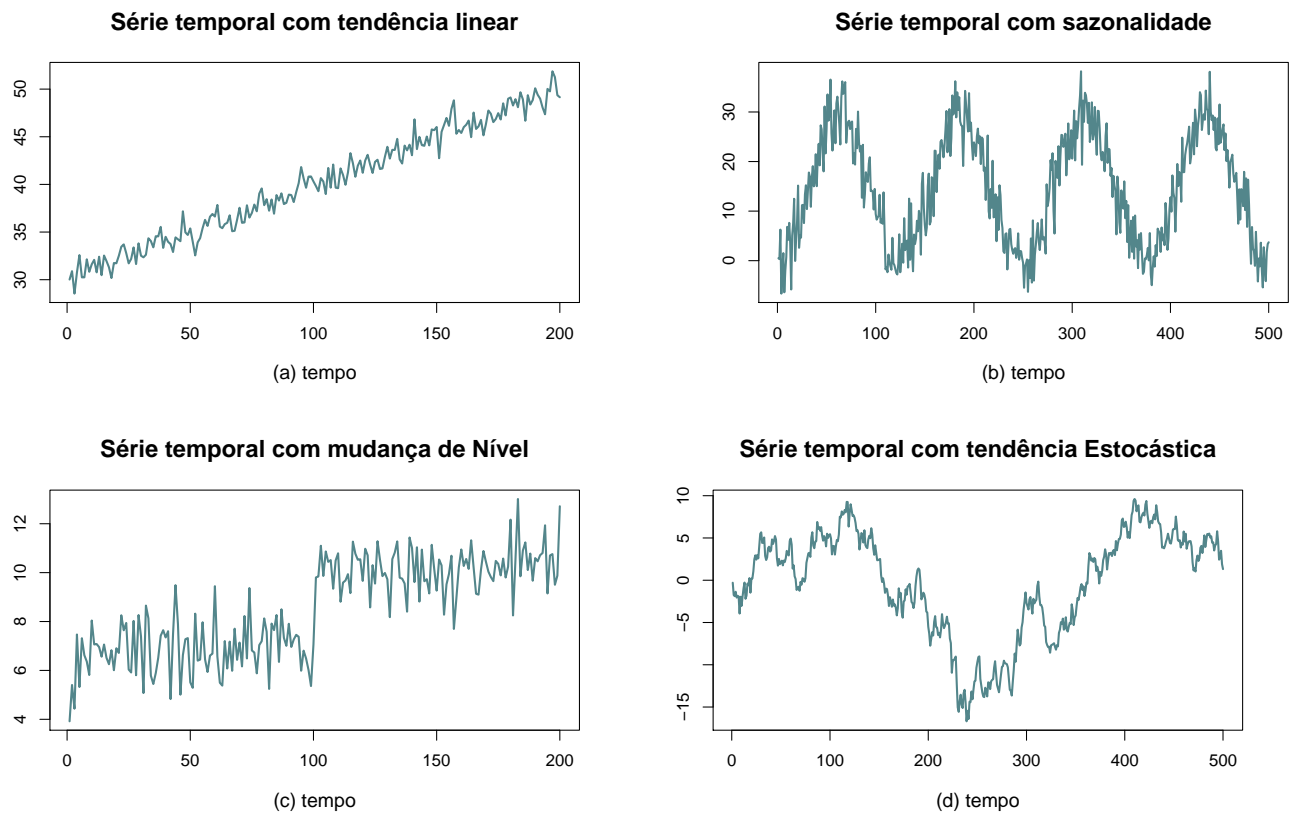 Série temporal com tendência linear
50
45
40
35
30
0 50 100 150 200
(a) tempo
Série temporal com sazonalidade
30
20
10
0
0 100 200 300 400 500
(b) tempo
Série temporal com mudança de Nível
12
10
8
6
4
0 50 100 150 200
(c) tempo
Série temporal com tendência Estocástica
10
5
0
−5
−15
0 100 200 300 400 500
(d) tempo